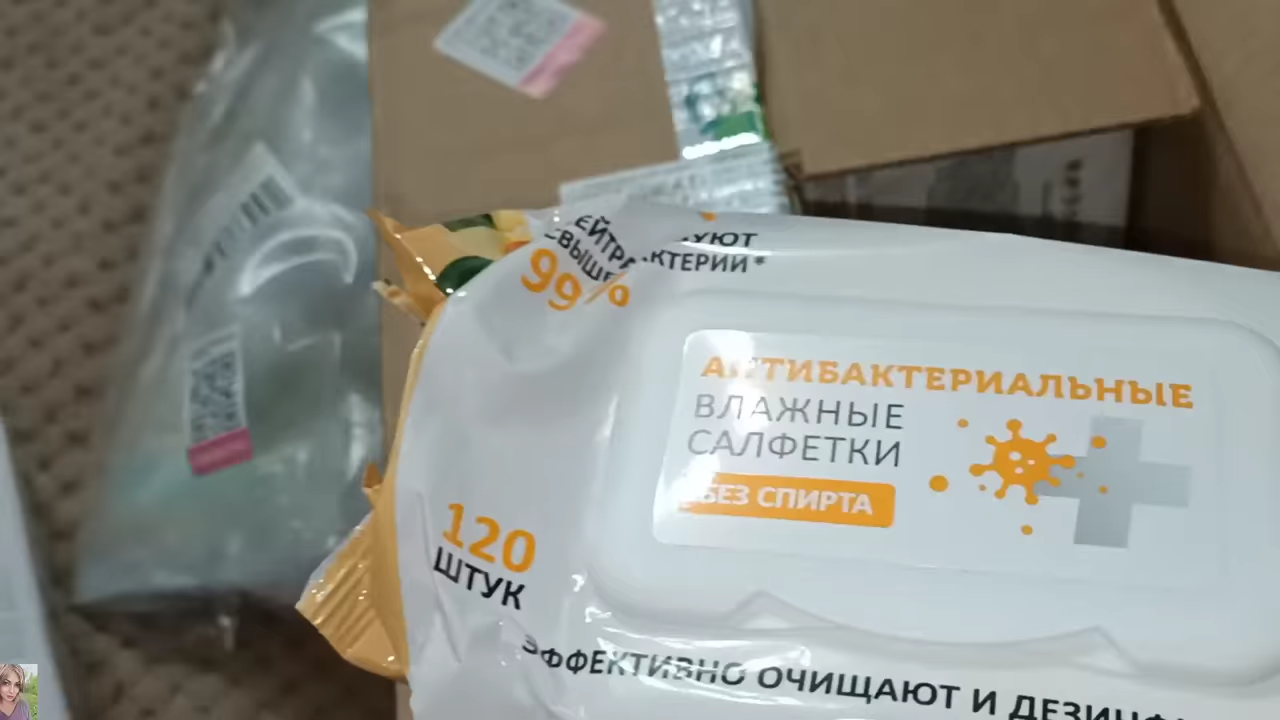 99%
АНТИБАКТЕРИАЛЬНЫЕ
ВЛАЖНЫЕ
САЛФЕТКИ
БЕЗ СПИРТА
120
ШТУК
ЭФФЕКТИВНО ОЧИЩАЮТ И